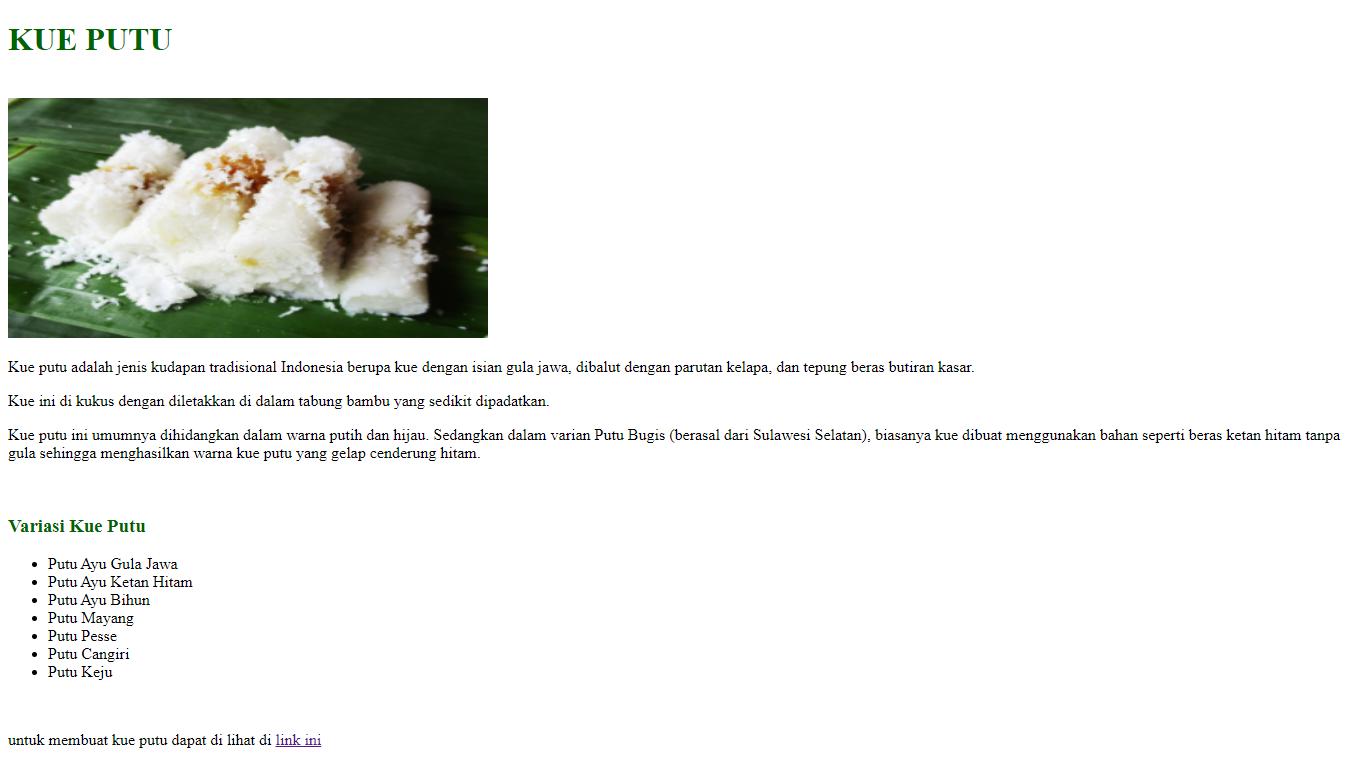 KUE PUTU
Kue putu adalah jenis kudapan tradisional Indonesia berupa kue dengan isian gula jawa, dibalut dengan parutan kelapa, dan tepung beras butiran kasar.
Kue ini di kukus dengan diletakkan di dalam tabung bambu yang sedikit dipadatkan.
Kue putu ini umumnya dihidangkan dalam warna putih dan hijau. Sedangkan dalam varian Putu Bugis (berasal dari Sulawesi Selatan), biasanya kue dibuat menggunakan bahan seperti beras ketan hitam tanpa
gula sehingga menghasilkan warna kue putu yang gelap cenderung hitam.
Variasi Kue Putu
• Putu Ayu Gula Jawa
• Putu Ayu Ketan Hitam
• Putu Ayu Bihun
• Putu Mayang
• Putu Pesse
• Putu Cangiri
• Putu Keju
untuk membuat kue putu dapat di lihat di link ini